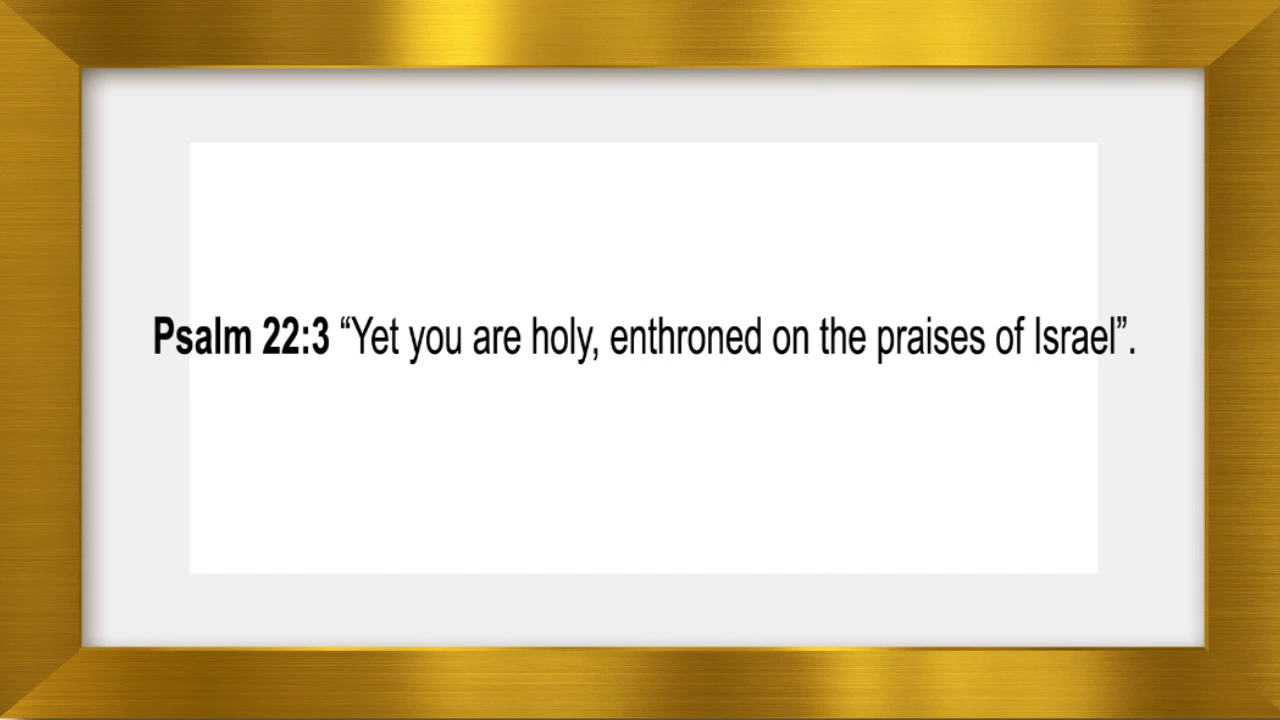 Psalm 22:3 “Yet you are holy, enthroned on the praises of Israel”.